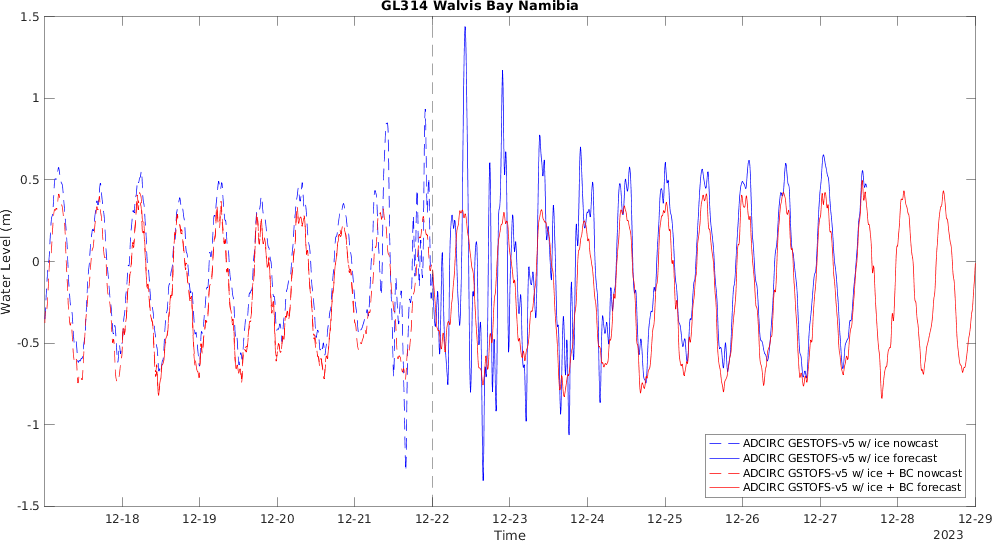 GL314 Walvis Bay Namibia
1.5
1
0.5
0
-0.5
-1
-1.5
Water Level (m)
12-18
12-19
12-20
12-21
12-22
12-23
12-24
12-25
12-26
12-27
12-28
12-29
2023
Time
ADCIRC GESTOFS-v5 w/ ice nowcast
ADCIRC GESTOFS-v5 w/ ice forecast
ADCIRC GSTOFS-v5 w/ ice + BC nowcast
ADCIRC GSTOFS-v5 w/ ice + BC forecast